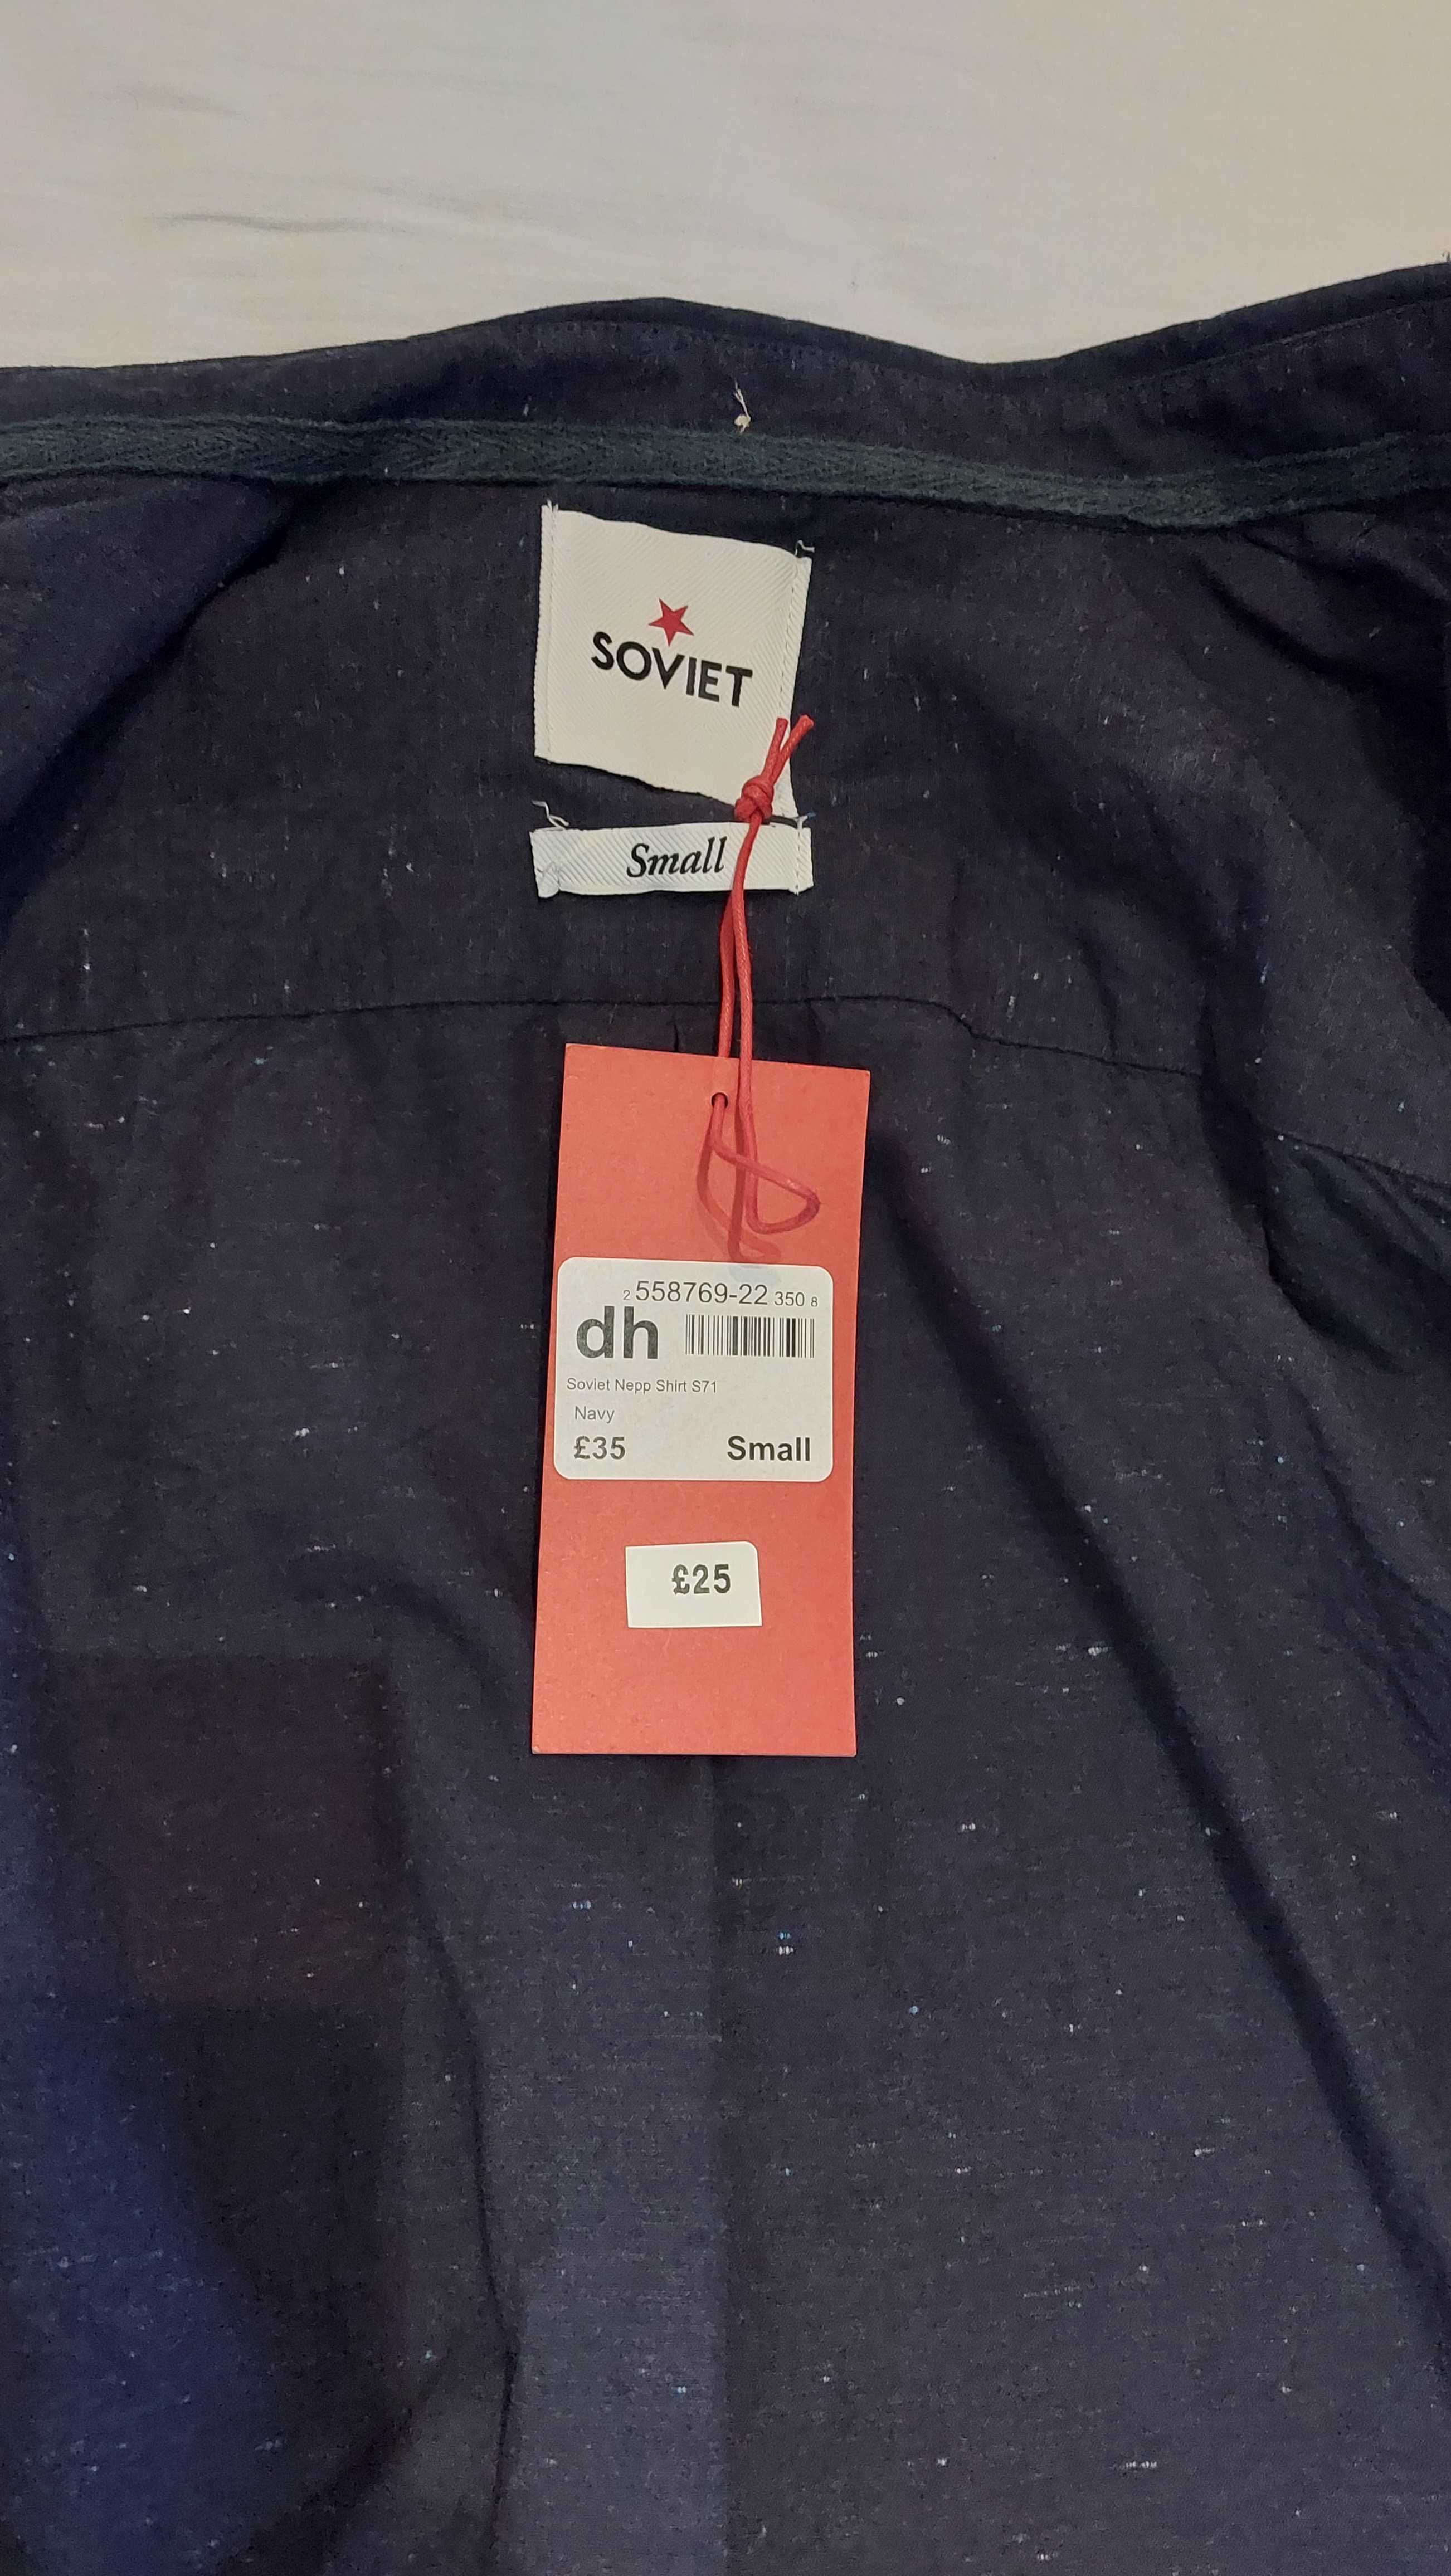 SOVIET
Small
2 558769-22 350 8
dh
Soviet Nepp Shirt S71
Navy
£35 Small
£25